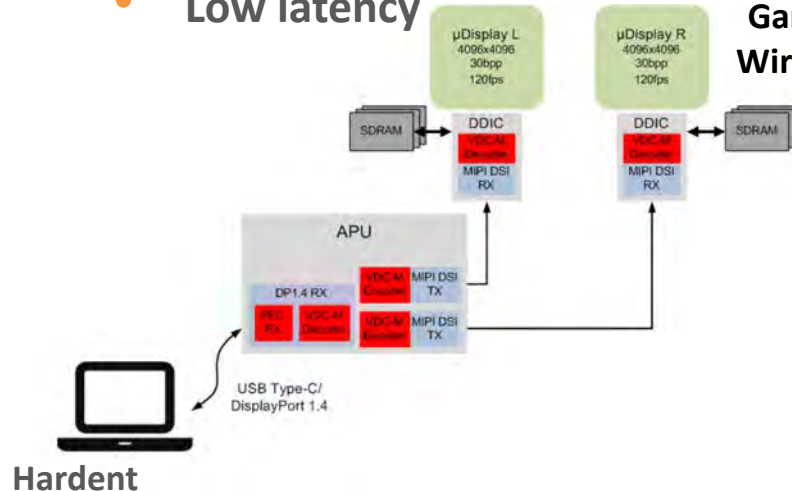 Low latency
Gar
Wir
µDisplay L
4096x4096
30bpp
120fps
µDisplay R
4096x4096
30bpp
120fps
SDRAM
DDIC
VDC-M
Decoder
MIPI DSI
RX
DDIC
VDC-M
Decoder
MIPI DSI
RX
SDRAM
APU
DP1.4 RX
FEC
RX
VDC-M
Decoder
VDC-M
Encoder
MIPI DSI
TX
VDC-M
Encoder
MIPI DSI
TX
USB Type-C/
DisplayPort 1.4
Hardent